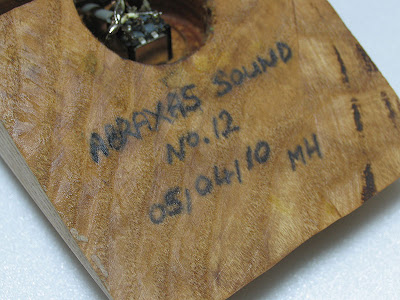 ABRAXAS SOUND
No. 12
05/04/10 MH